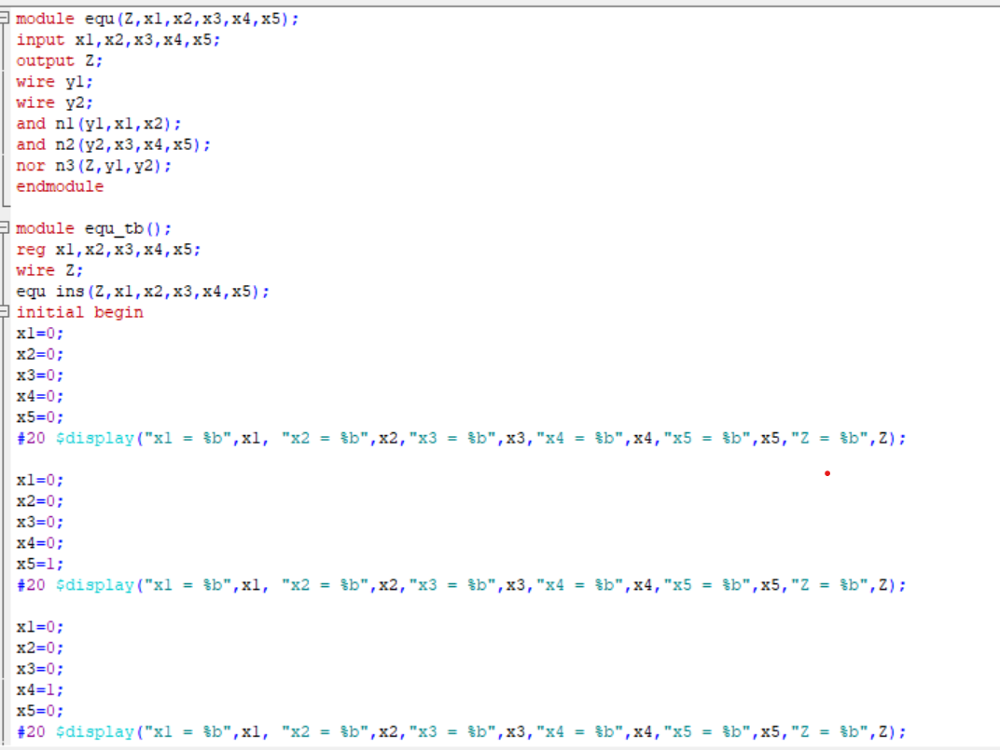 module equ(Z,x1,x2,x3,x4,x5);
input x1,x2,x3,x4,x5;
output Z;
wire y1;
wire y2;
and n1(y1,x1,x2);
and n2(y2,x3,x4,x5);
nor n3(Z,y1,y2);
endmodule
module equ_tb();
reg x1,x2,x3,x4,x5;
wire Z;
equ ins(Z,x1,x2,x3,x4,x5);
initial begin
x1=0;
x2=0;
x3=0;
x4=0;
x5=0;
#20 $display("x1 = %b",x1, "x2 = %b",x2,"x3 = %b",x3,"x4 = %b",x4,"x5 = %b",x5,"Z = %b",Z);
x1=0;
x2=0;
x3=0;
x4=0;
x5=1;
#20 $display("x1 = %b",x1, "x2 = %b",x2,"x3 = %b",x3,"x4 = %b",x4,"x5 = %b",x5,"Z = %b",Z);
x1=0;
x2=0;
x3=0;
x4=1;
x5=0;
#20 $display("x1 = %b",x1, "x2 = %b",x2,"x3 = %b",x3,"x4 = %b",x4,"x5 = %b",x5,"Z = %b",Z);